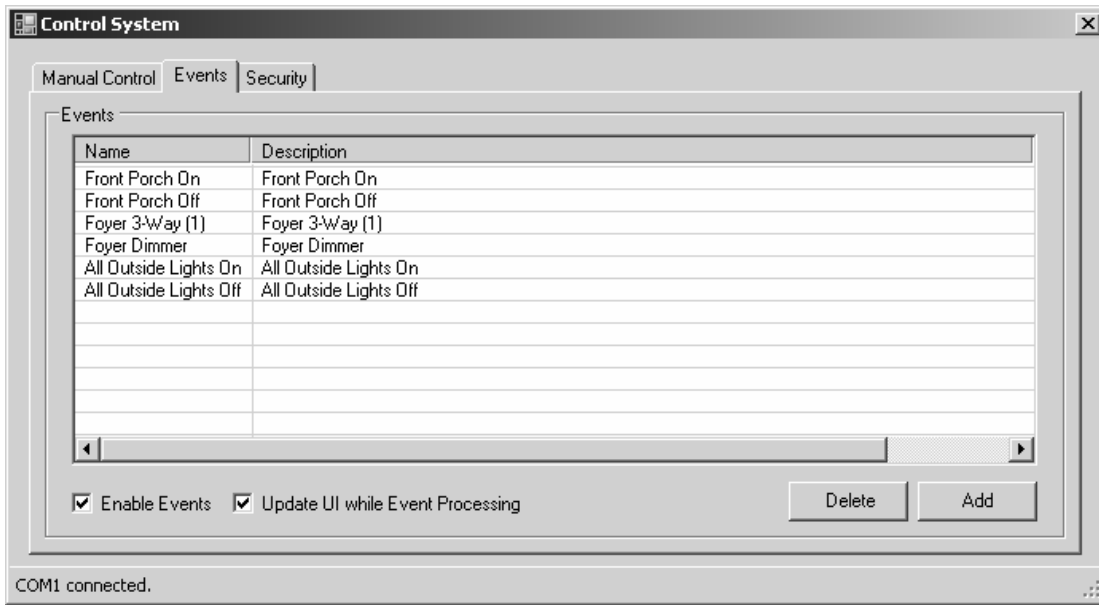 Control System
Manual Control Events Security
Events
Name Description
Front Porch On Front Porch On
Front Porch Off Front Porch Off
Foyer 3-Way (1) Foyer 3-Way (1)
Foyer Dimmer Foyer Dimmer
All Outside Lights On All Outside Lights On
All Outside Lights Off All Outside Lights Off
Enable Events Update UI while Event Processing Delete Add
COM1 connected.